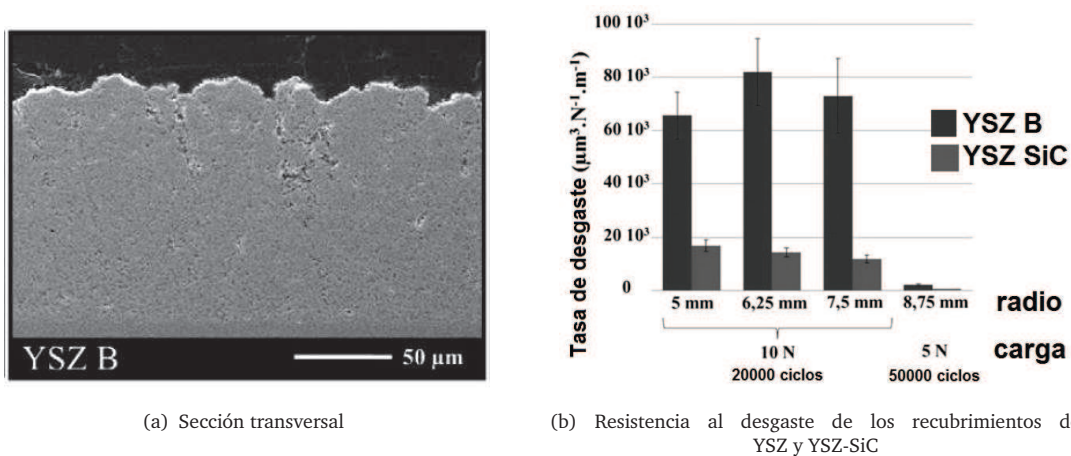 YSZ B
50 µm
(a) Sección transversal
Tasa de desgaste (µm³.N⁻¹.m⁻¹)
100 10³
80 10³
60 10³
40 10³
20 10³
0
YSZ B
YSZ SiC
5 mm 6,25 mm 7,5 mm 8,75 mm radio
10 N 5 N carga
20000 ciclos 50000 ciclos
(b) Resistencia al desgaste de los recubrimientos d
YSZ y YSZ-SiC